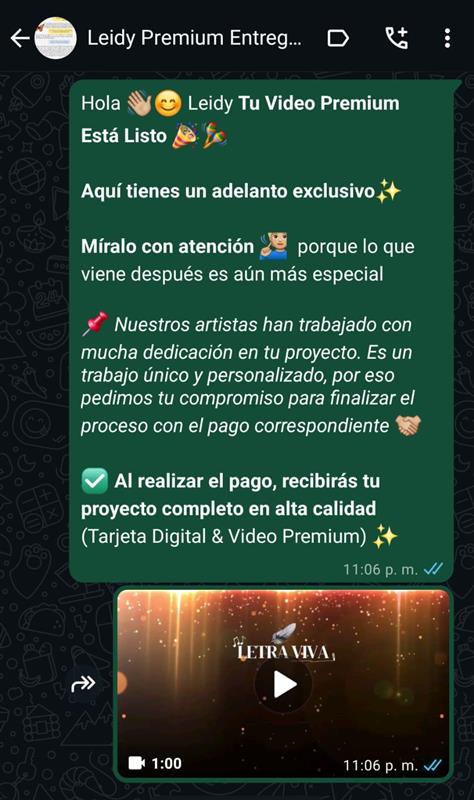 Leidy Premium Entreg...
Hola 👋🏼😊 Leidy Tu Video Premium
Está Listo 🎉🎉
Aquí tienes un adelanto exclusivo✨
Míralo con atención 🧏🏼‍♂️ porque lo que
viene después es aún más especial
📌 Nuestros artistas han trabajado con
mucha dedicación en tu proyecto. Es un
trabajo único y personalizado, por eso
pedimos tu compromiso para finalizar el
proceso con el pago correspondiente 🤝🏼
✅ Al realizar el pago, recibirás tu
proyecto completo en alta calidad
(Tarjeta Digital & Video Premium) ✨
11:06 p. m.
LETRA VIVA
1:00
11:06 p. m.